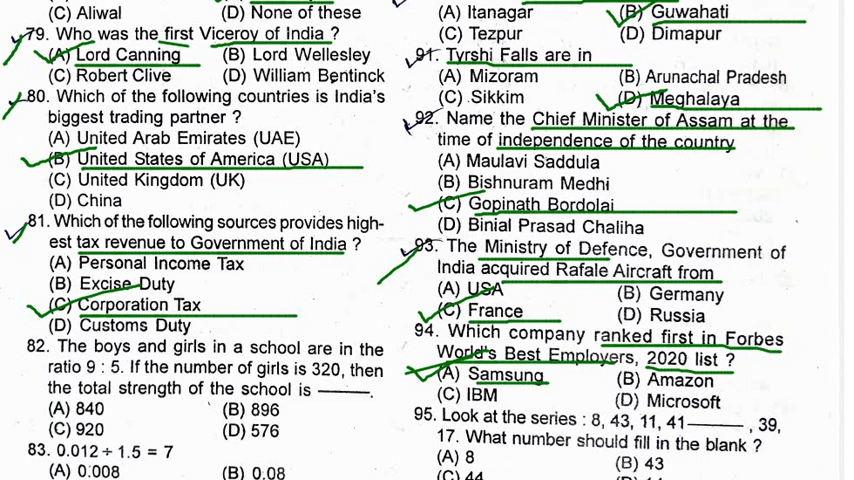 (C) Aliwal (D) None of these
79. Who was the first Viceroy of India ?
(A) Lord Canning (B) Lord Wellesley
(C) Robert Clive (D) William Bentinck
80. Which of the following countries is India's
biggest trading partner ?
(A) United Arab Emirates (UAE)
(B) United States of America (USA)
(C) United Kingdom (UK)
(D) China
81. Which of the following sources provides high-
est tax revenue to Government of India ?
(A) Personal Income Tax
(B) Excise Duty
(C) Corporation Tax
(D) Customs Duty
82. The boys and girls in a school are in the
ratio 9 : 5. If the number of girls is 320, then
the total strength of the school is ———.
(A) 840 (B) 896
(C) 920 (D) 576
83. 0.012 ÷ 1.5 = ?
(A) 0.008 (B) 0.08
(A) Itanagar (B) Guwahati
(C) Tezpur (D) Dimapur
91. Tyrshi Falls are in
(A) Mizoram (B) Arunachal Pradesh
(C) Sikkim (D) Meghalaya
92. Name the Chief Minister of Assam at the
time of independence of the country
(A) Maulavi Saddula
(B) Bishnuram Medhi
(C) Gopinath Bordolai
(D) Binial Prasad Chaliha
93. The Ministry of Defence, Government of
India acquired Rafale Aircraft from
(A) USA (B) Germany
(C) France (D) Russia
94. Which company ranked first in Forbes
World's Best Employers, 2020 list ?
(A) Samsung (B) Amazon
(C) IBM (D) Microsoft
95. Look at the series : 8, 43, 11, 41 ——— , 39,
17. What number should fill in the blank ?
(A) 8 (B) 43
(C) 44